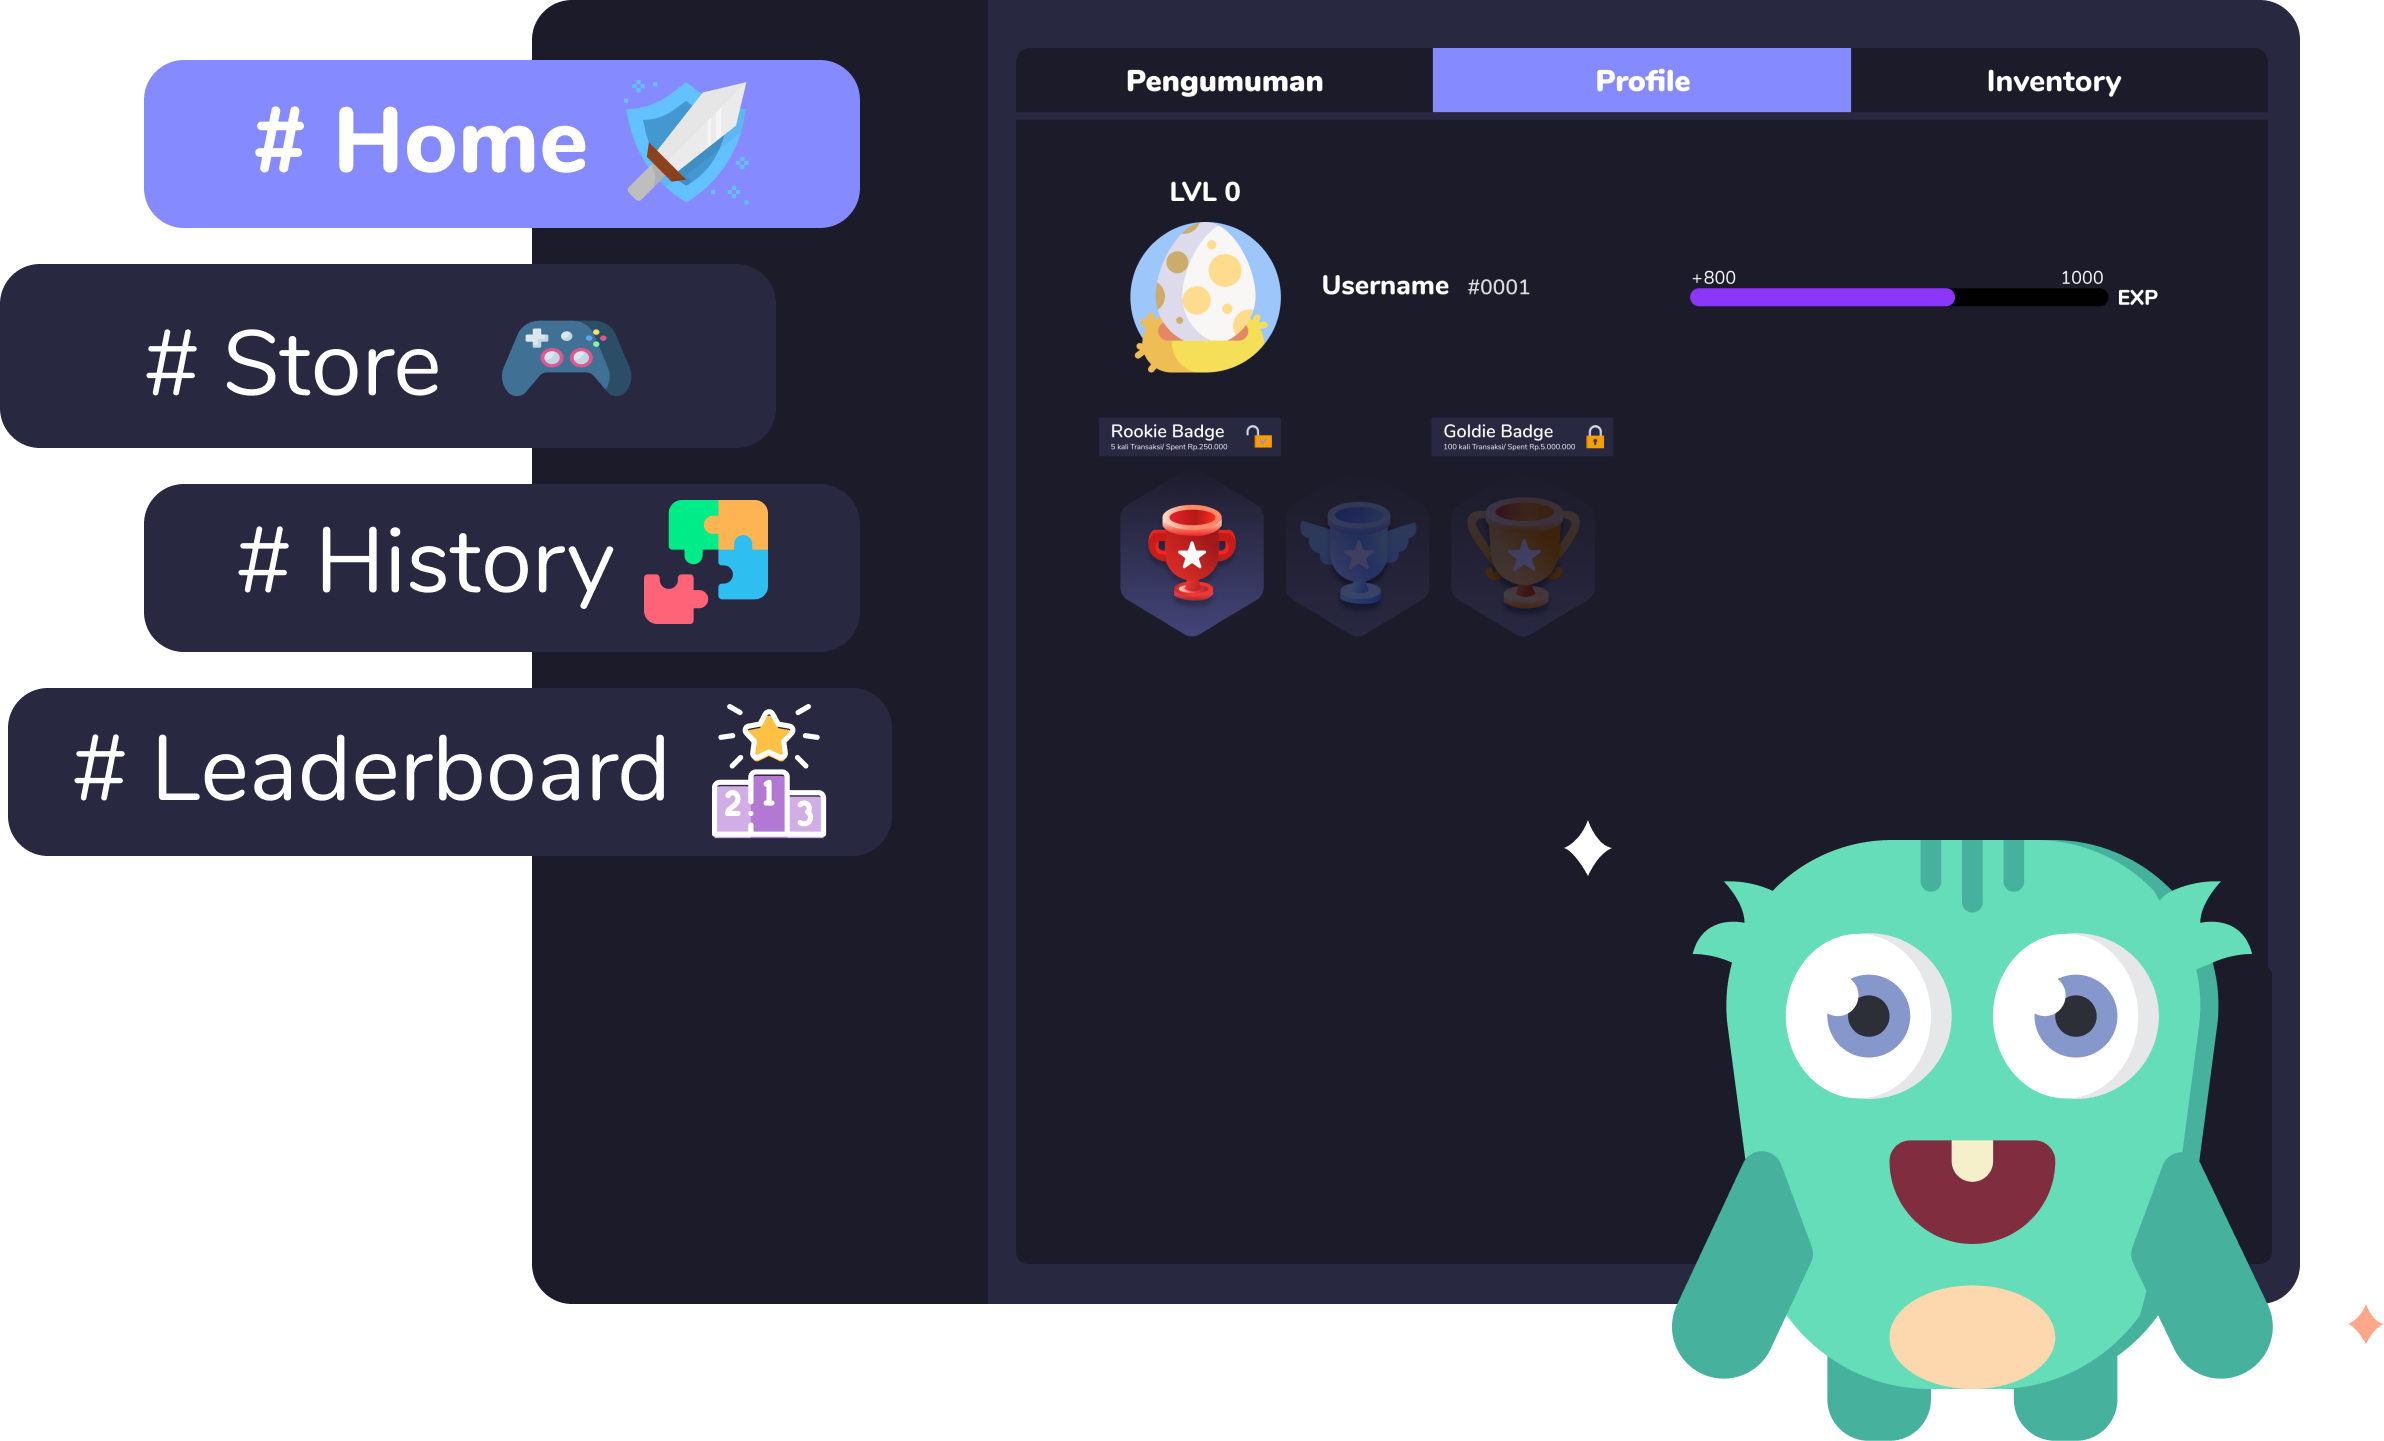 # Home
# Store
# History
# Leaderboard
2 1 3
Pengumuman Profile Inventory
LVL 0
Username #0001
+800 1000
EXP
Rookie Badge
5 kali Transaksi/ Spent Rp.250.000
Goldie Badge
100 kali Transaksi/ Spent Rp.5.000.000